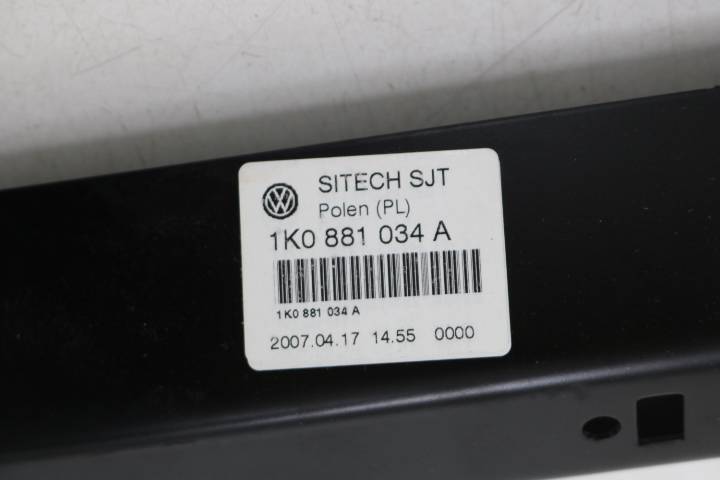 SITECH SJT
Polen (PL)
1K0 881 034 A
1K0 881 034 A
2007.04.17 14.55 0000